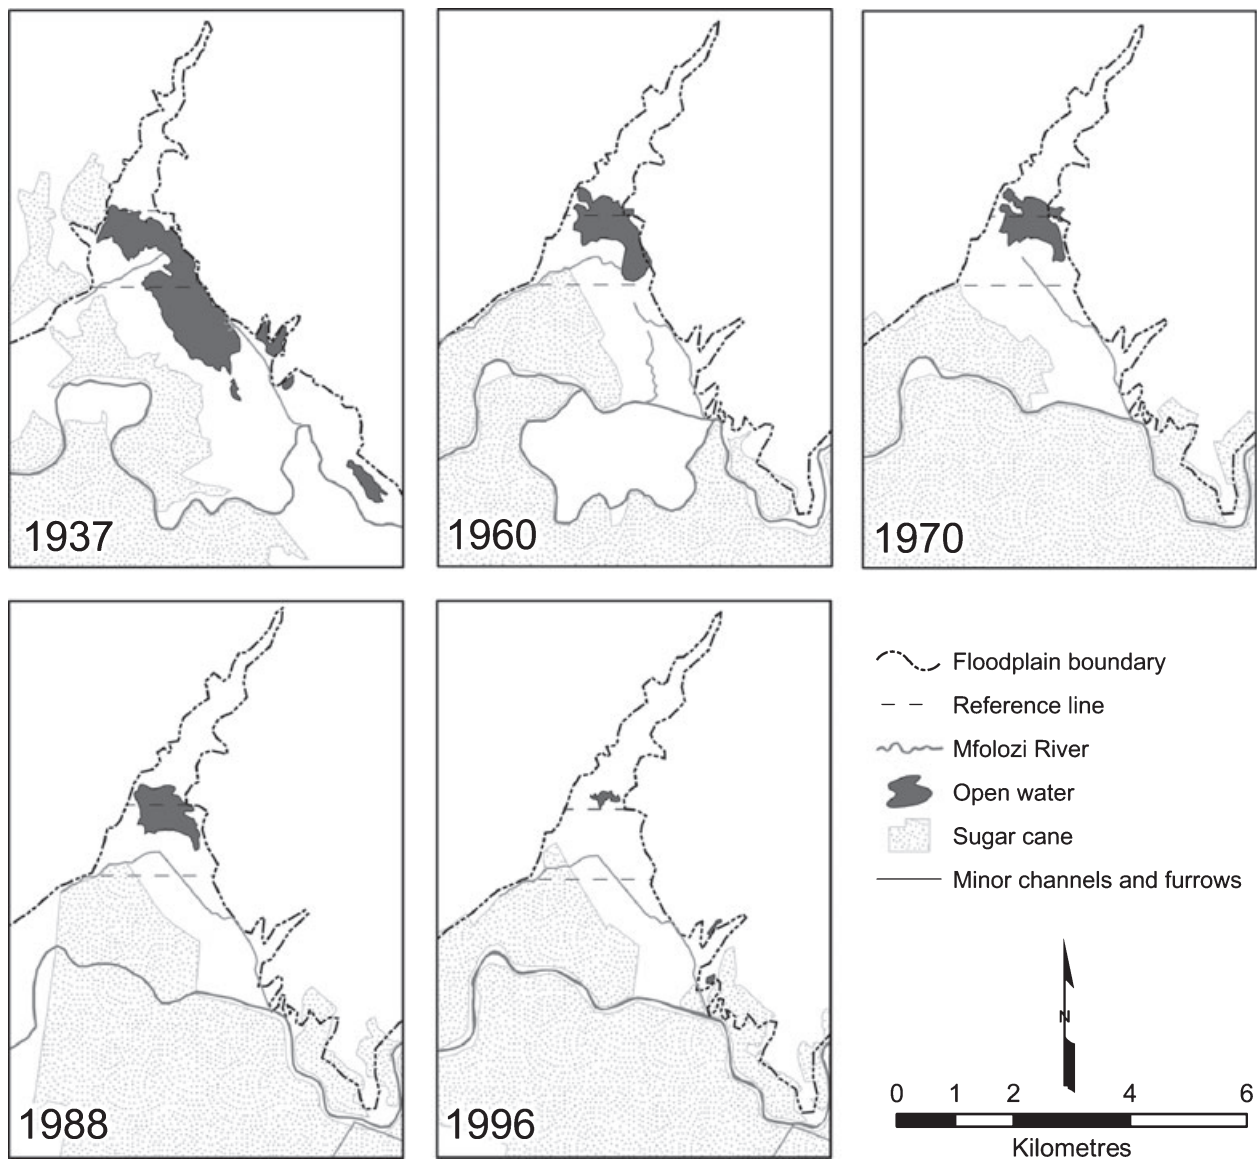 1937
1960
1970
1988
1996
Floodplain boundary
Reference line
Mfolozi River
Open water
Sugar cane
Minor channels and furrows
N
0 1 2 4 6
Kilometres